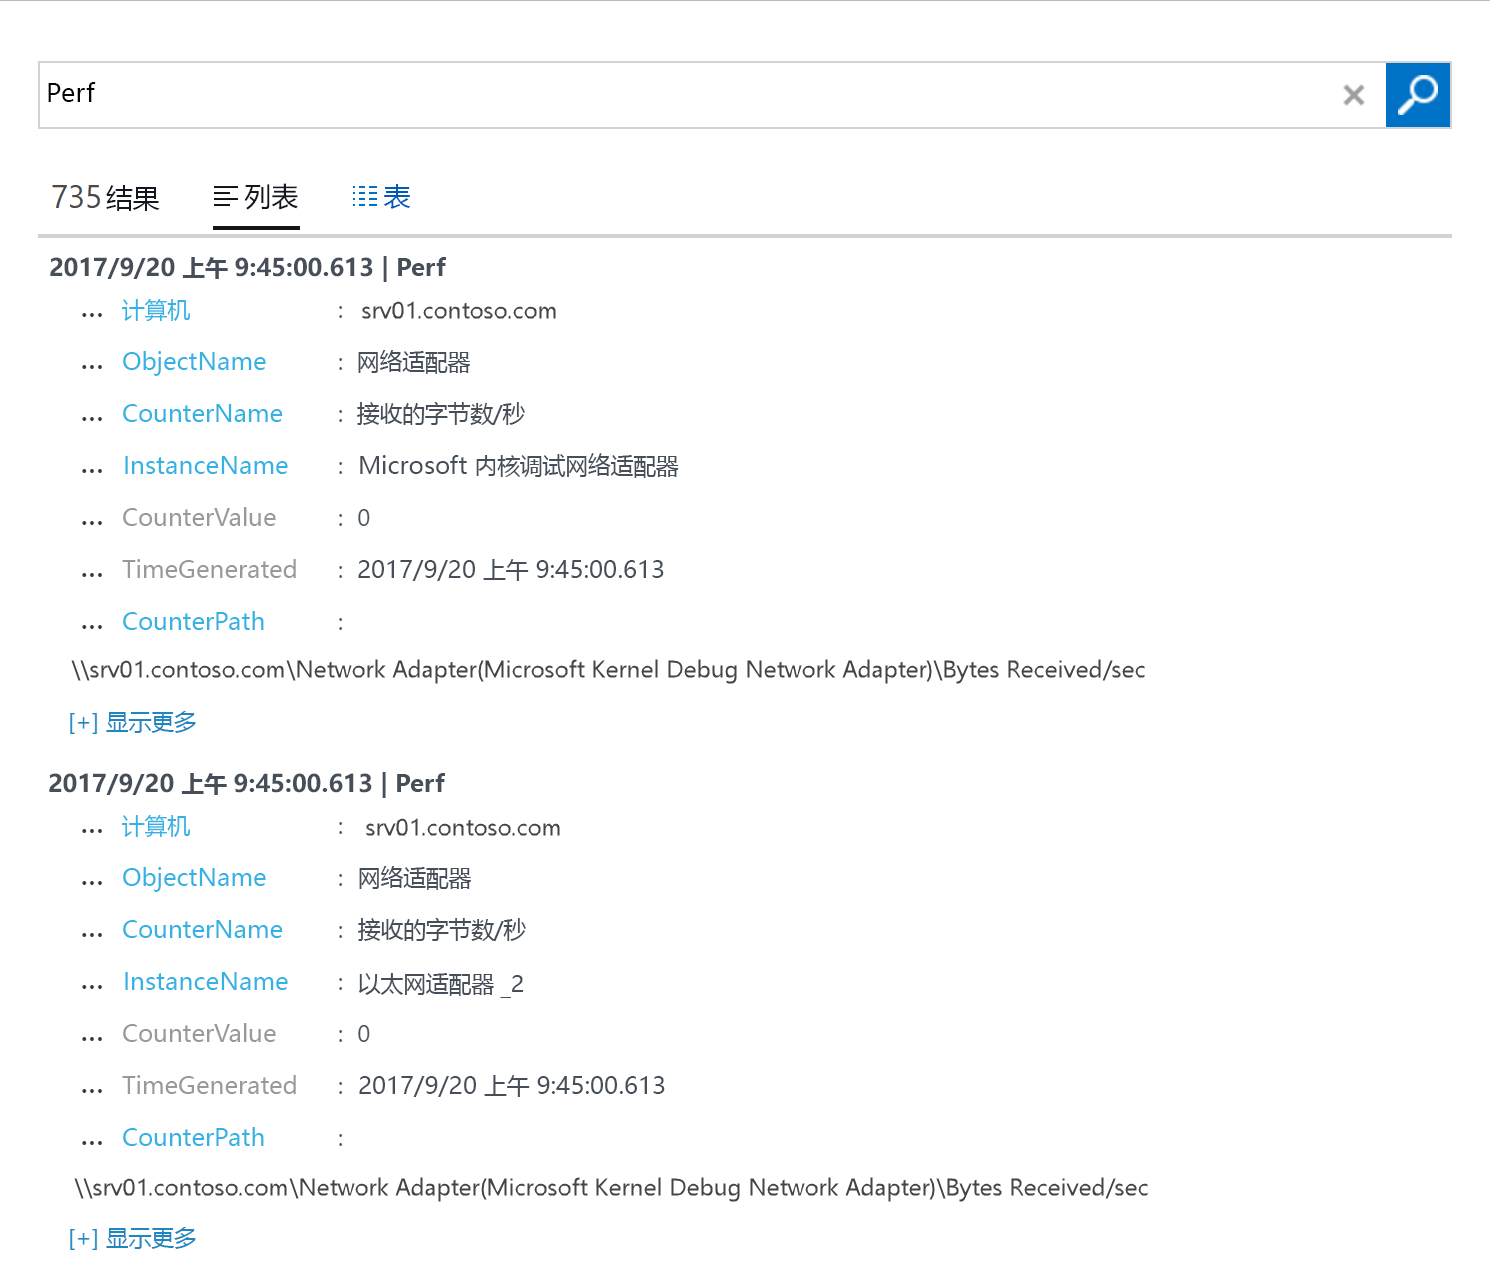 Perf
735结果 列表 表
2017/9/20 上午 9:45:00.613 | Perf
... 计算机 : srv01.contoso.com
... ObjectName : 网络适配器
... CounterName : 接收的字节数/秒
... InstanceName : Microsoft 内核调试网络适配器
... CounterValue : 0
... TimeGenerated : 2017/9/20 上午 9:45:00.613
... CounterPath :
\\srv01.contoso.com\Network Adapter(Microsoft Kernel Debug Network Adapter)\Bytes Received/sec
[+] 显示更多
2017/9/20 上午 9:45:00.613 | Perf
... 计算机 : srv01.contoso.com
... ObjectName : 网络适配器
... CounterName : 接收的字节数/秒
... InstanceName : 以太网适配器 _2
... CounterValue : 0
... TimeGenerated : 2017/9/20 上午 9:45:00.613
... CounterPath :
\\srv01.contoso.com\Network Adapter(Microsoft Kernel Debug Network Adapter)\Bytes Received/sec
[+] 显示更多